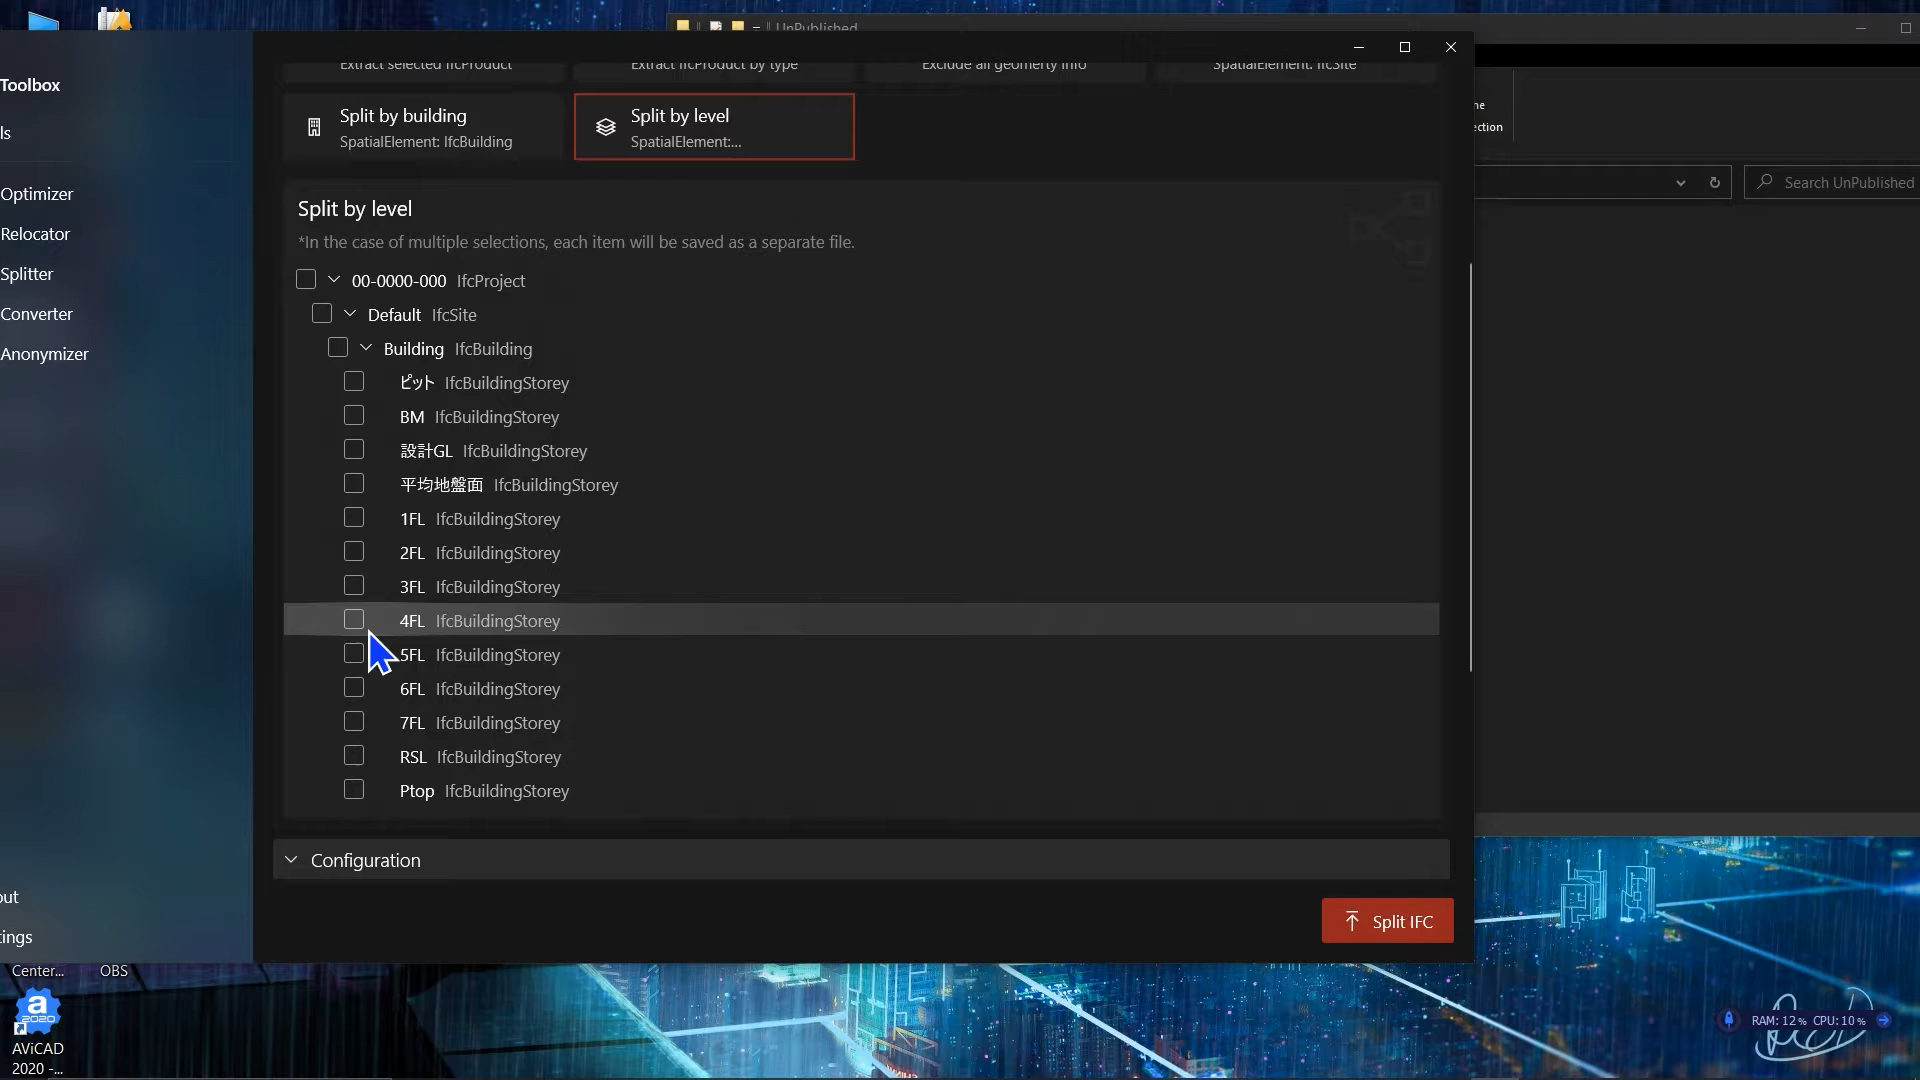 UnPublished
Toolbox
ls
Optimizer
Relocator
Splitter
Converter
Anonymizer
out
tings
Extract selected IfcProduct
Extract IfcProduct by type
Exclude all geometry info
SpatialElement: IfcSite
Split by building
SpatialElement: IfcBuilding
Split by level
SpatialElement:...
Split by level
*In the case of multiple selections, each item will be saved as a separate file.
00-0000-000 IfcProject
Default IfcSite
Building IfcBuilding
ピット IfcBuildingStorey
BM IfcBuildingStorey
設計GL IfcBuildingStorey
平均地盤面 IfcBuildingStorey
1FL IfcBuildingStorey
2FL IfcBuildingStorey
3FL IfcBuildingStorey
4FL IfcBuildingStorey
5FL IfcBuildingStorey
6FL IfcBuildingStorey
7FL IfcBuildingStorey
RSL IfcBuildingStorey
Ptop IfcBuildingStorey
Configuration
Split IFC
ne
ection
Search UnPublished
Center...
OBS
a
2020
AViCAD
2020 -...
RAM: 12% CPU: 10%